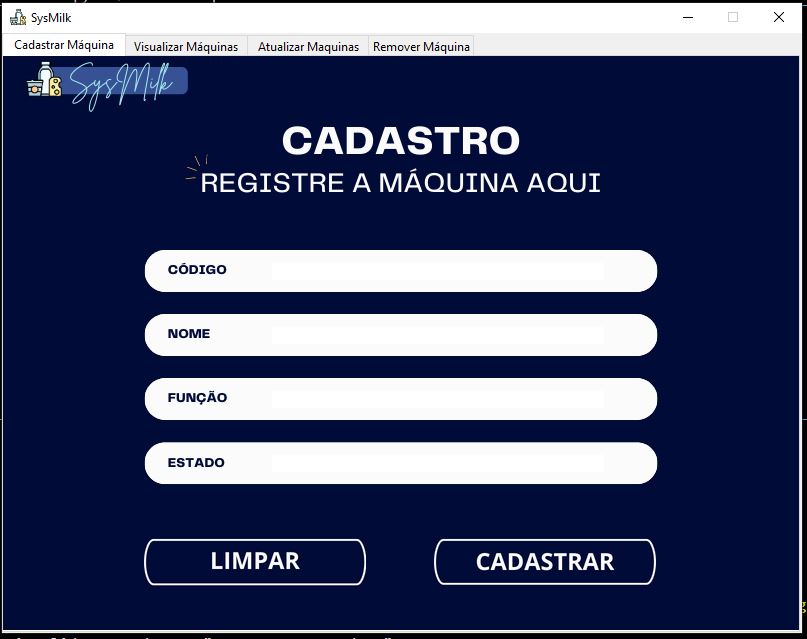 SysMilk
Cadastrar Máquina Visualizar Máquinas Atualizar Maquinas Remover Máquina
SysMilk
CADASTRO
REGISTRE A MÁQUINA AQUI
CÓDIGO
NOME
FUNÇÃO
ESTADO
LIMPAR CADASTRAR